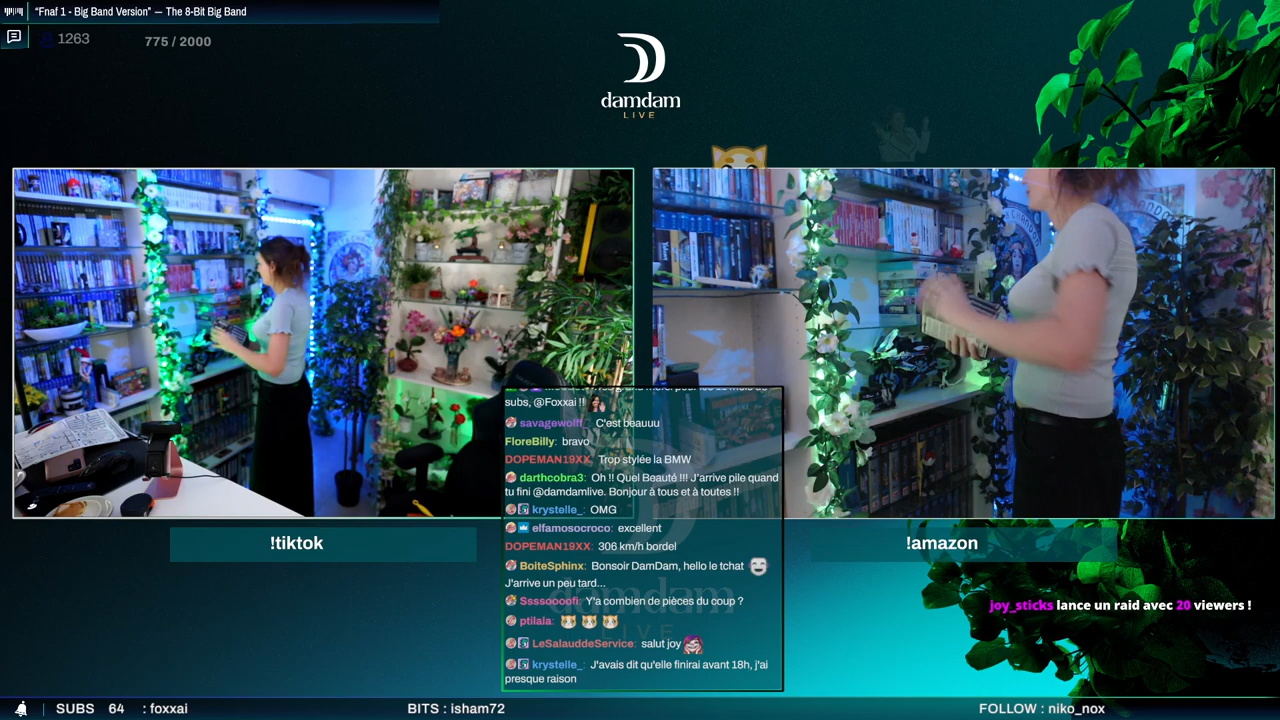 "Fnaf 1 - Big Band Version" — The 8-Bit Big Band
1263
775 / 2000
damdam
LIVE
subs, @Foxxai !!
savagewolff_: C'est beauuu
FloreBilly: bravo
DOPEMAN19XX: Trop stylée la BMW
darthcobra3: Oh !! Quel Beauté !!! J'arrive pile quand
tu fini @damdamlive. Bonjour à tous et à toutes !!
krystelle_: OMG
elfamosocroco: excellent
DOPEMAN19XX: 306 km/h bordel
BoiteSphinx: Bonsoir DamDam, hello le tchat
J'arrive un peu tard...
Sssoooofi: Y'a combien de pièces du coup ?
ptilala:
LeSalauddeService: salut joy
krystelle_: J'avais dit qu'elle finirai avant 18h, j'ai
presque raison
damdam
LIVE
!tiktok
!amazon
joy_sticks lance un raid avec 20 viewers !
SUBS 64 : foxxai
BITS : isham72
FOLLOW : niko_nox